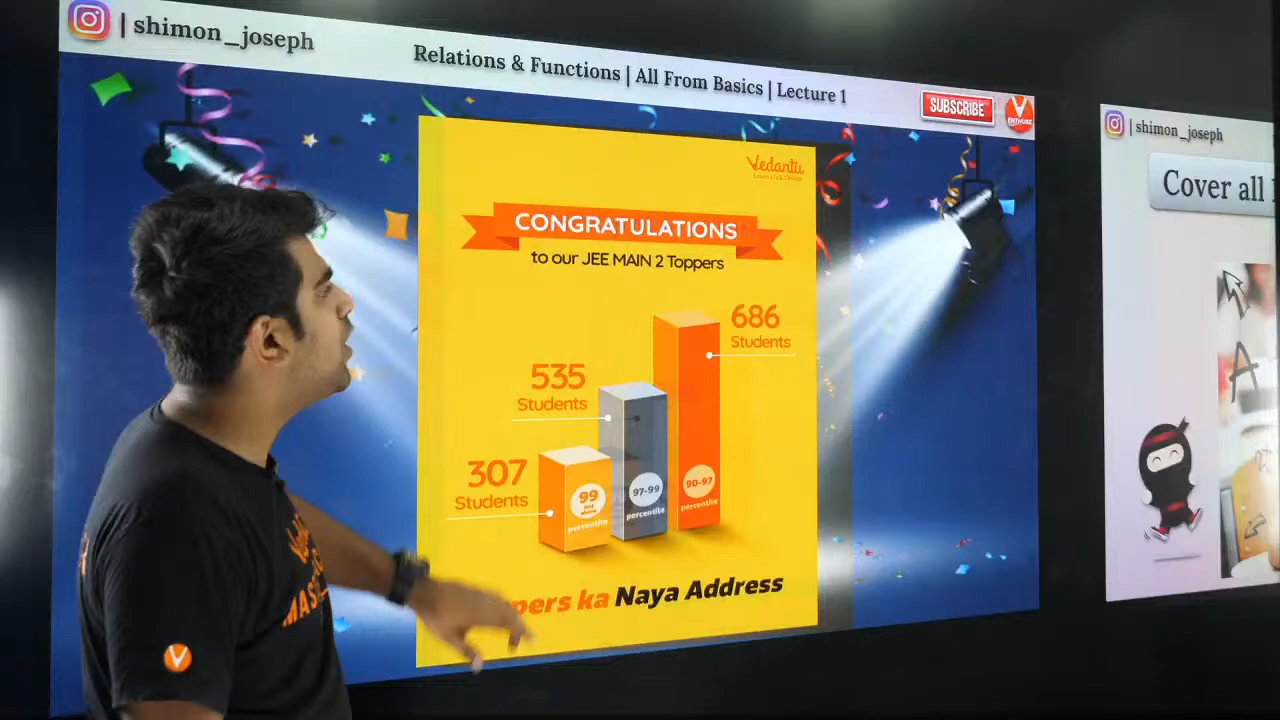 | shimon_joseph
Relations & Functions | All From Basics | Lecture 1
SUBSCRIBE
Vedantu
CONGRATULATIONS
to our JEE MAIN 2 Toppers
686
Students
535
Students
307
Students
99
percentile
97-99
percentile
90-97
percentile
ka Naya Address
| shimon_joseph
Cover all
A